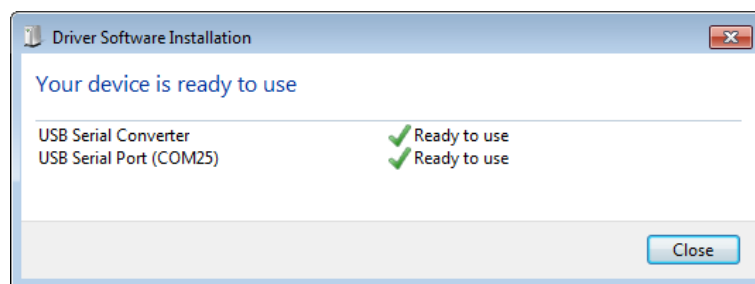 Driver Software Installation
Your device is ready to use
USB Serial Converter Ready to use
USB Serial Port (COM25) Ready to use
Close